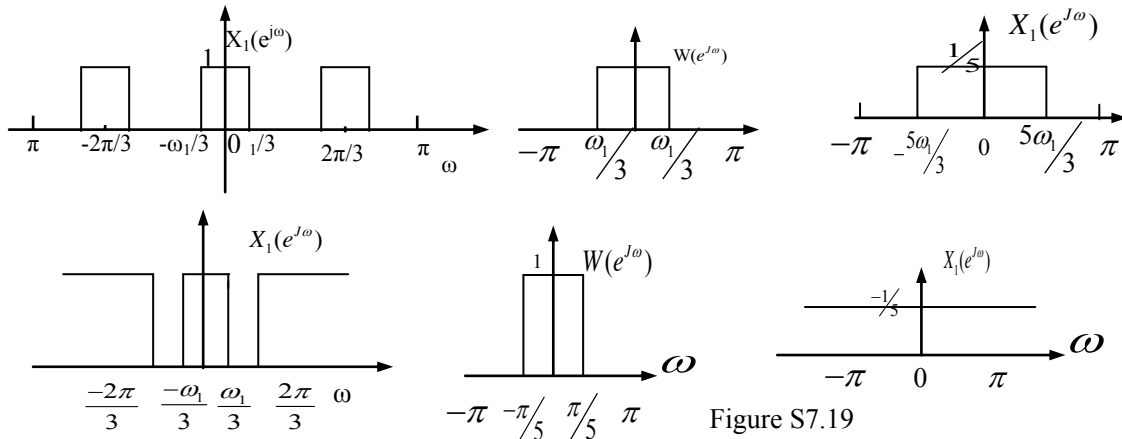 X₁(e^jω)
1
π
-2π/3
-ω₁/3
0
₁/3
2π/3
π
ω
W(e^Jω)
−π
ω₁/3
ω₁/3
π
X₁(e^Jω)
1/5
−π
−5ω₁/3
0
5ω₁/3
π
X₁(e^Jω)
−2π/3
−ω₁/3
ω₁/3
2π/3
ω
1
W(e^Jω)
ω
−π
−π/5
π/5
π
X₁(e^Jω)
−1/5
ω
−π
0
π
Figure S7.19